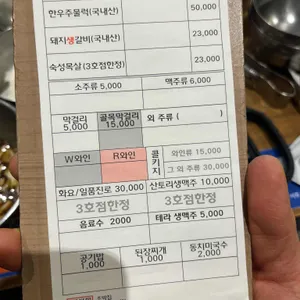 한우주물럭(국내산) 50,000
돼지생갈비(국내산) 23,000
숙성목살 (3호점한정) 23,000
소주류 5,000 맥주류 6,000
막걸리 5,000 골목막걸리 15,000 외 주류 ( )
W와인 R와인 콜키지 와인류 15,000
그 외 주류 30,000
화요/일품진로 30,000 산토리생맥주 10,000
3호점한정 3호점한정
음료수 2000 테라 생맥주 5,000
공기밥 1,000 된장찌개 1,000 동치미국수 2,000